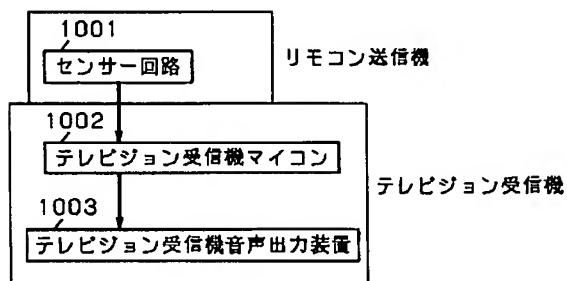 1001
センサー回路
リモコン送信機
1002
テレビジョン受信機マイコン
テレビジョン受信機
1003
テレビジョン受信機音声出力装置